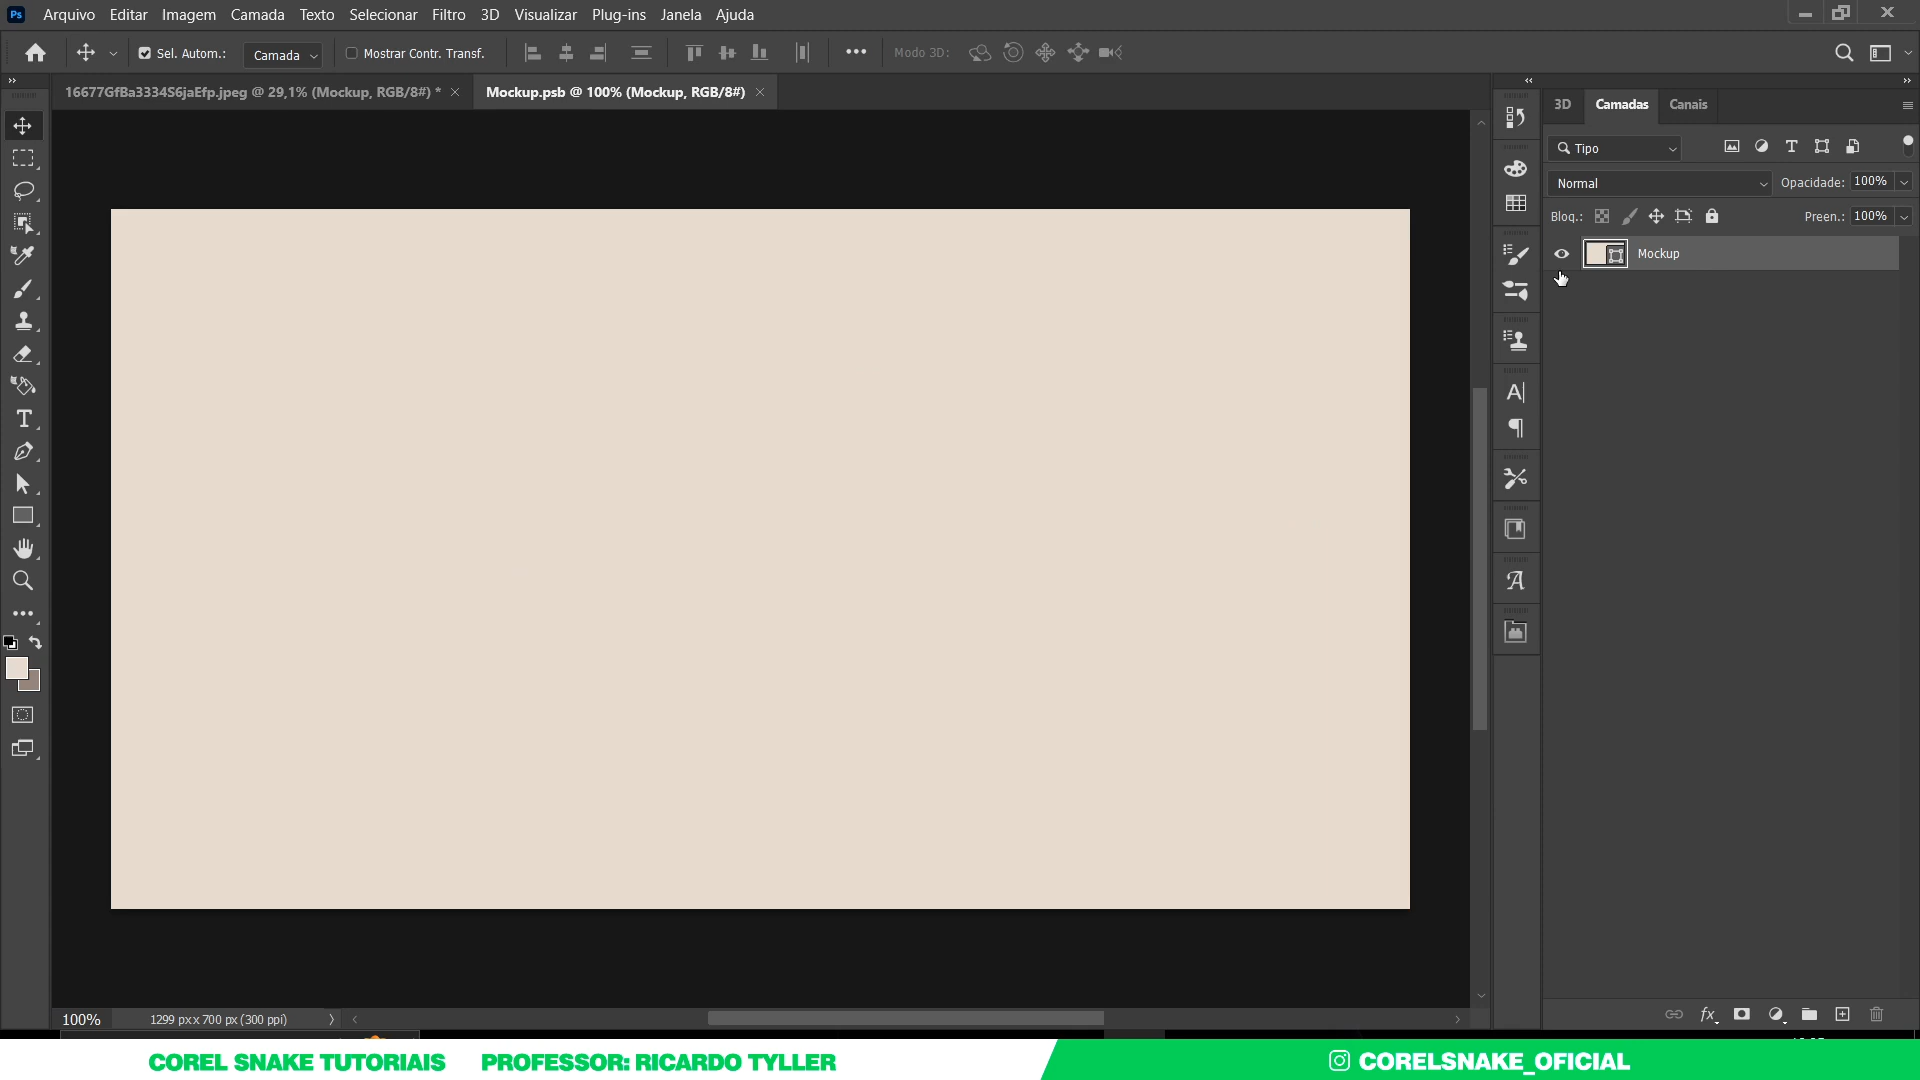 Ps Arquivo Editar Imagem Camada Texto Selecionar Filtro 3D Visualizar Plug-ins Janela Ajuda
Sel. Autom.: Camada Mostrar Contr. Transf. Modo 3D:
16677GfBa3334S6jaEfp.jpeg @ 29,1% (Mockup, RGB/8#) * Mockup.psb @ 100% (Mockup, RGB/8#)
3D Camadas Canais
Tipo
Normal Opacidade: 100%
Bloq.: Preen.: 100%
Mockup
100% 1299 px x 700 px (300 ppi)
COREL SNAKE TUTORIAIS PROFESSOR: RICARDO TYLLER CORELSNAKE_OFICIAL